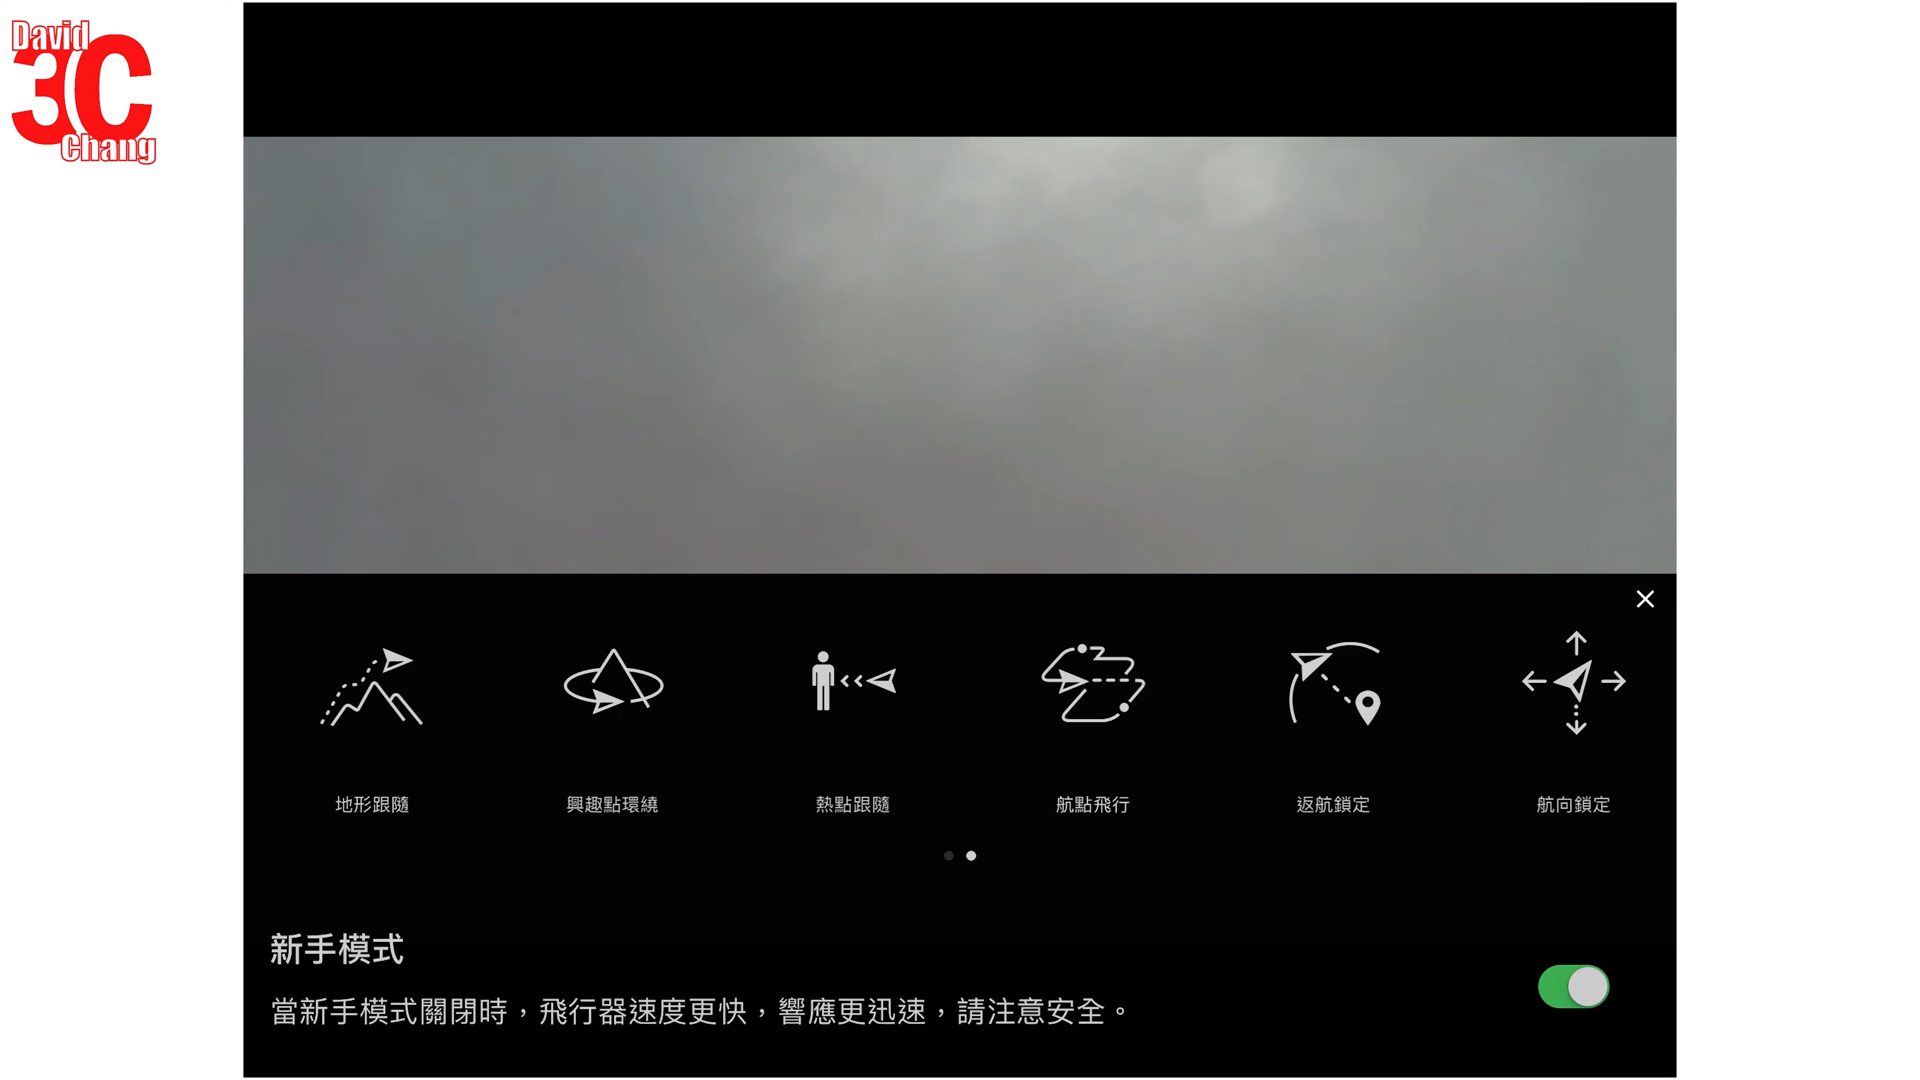 David
3C
Chang
地形跟隨
興趣點環繞
熱點跟隨
航點飛行
返航鎖定
航向鎖定
新手模式
當新手模式關閉時，飛行器速度更快，響應更迅速，請注意安全。